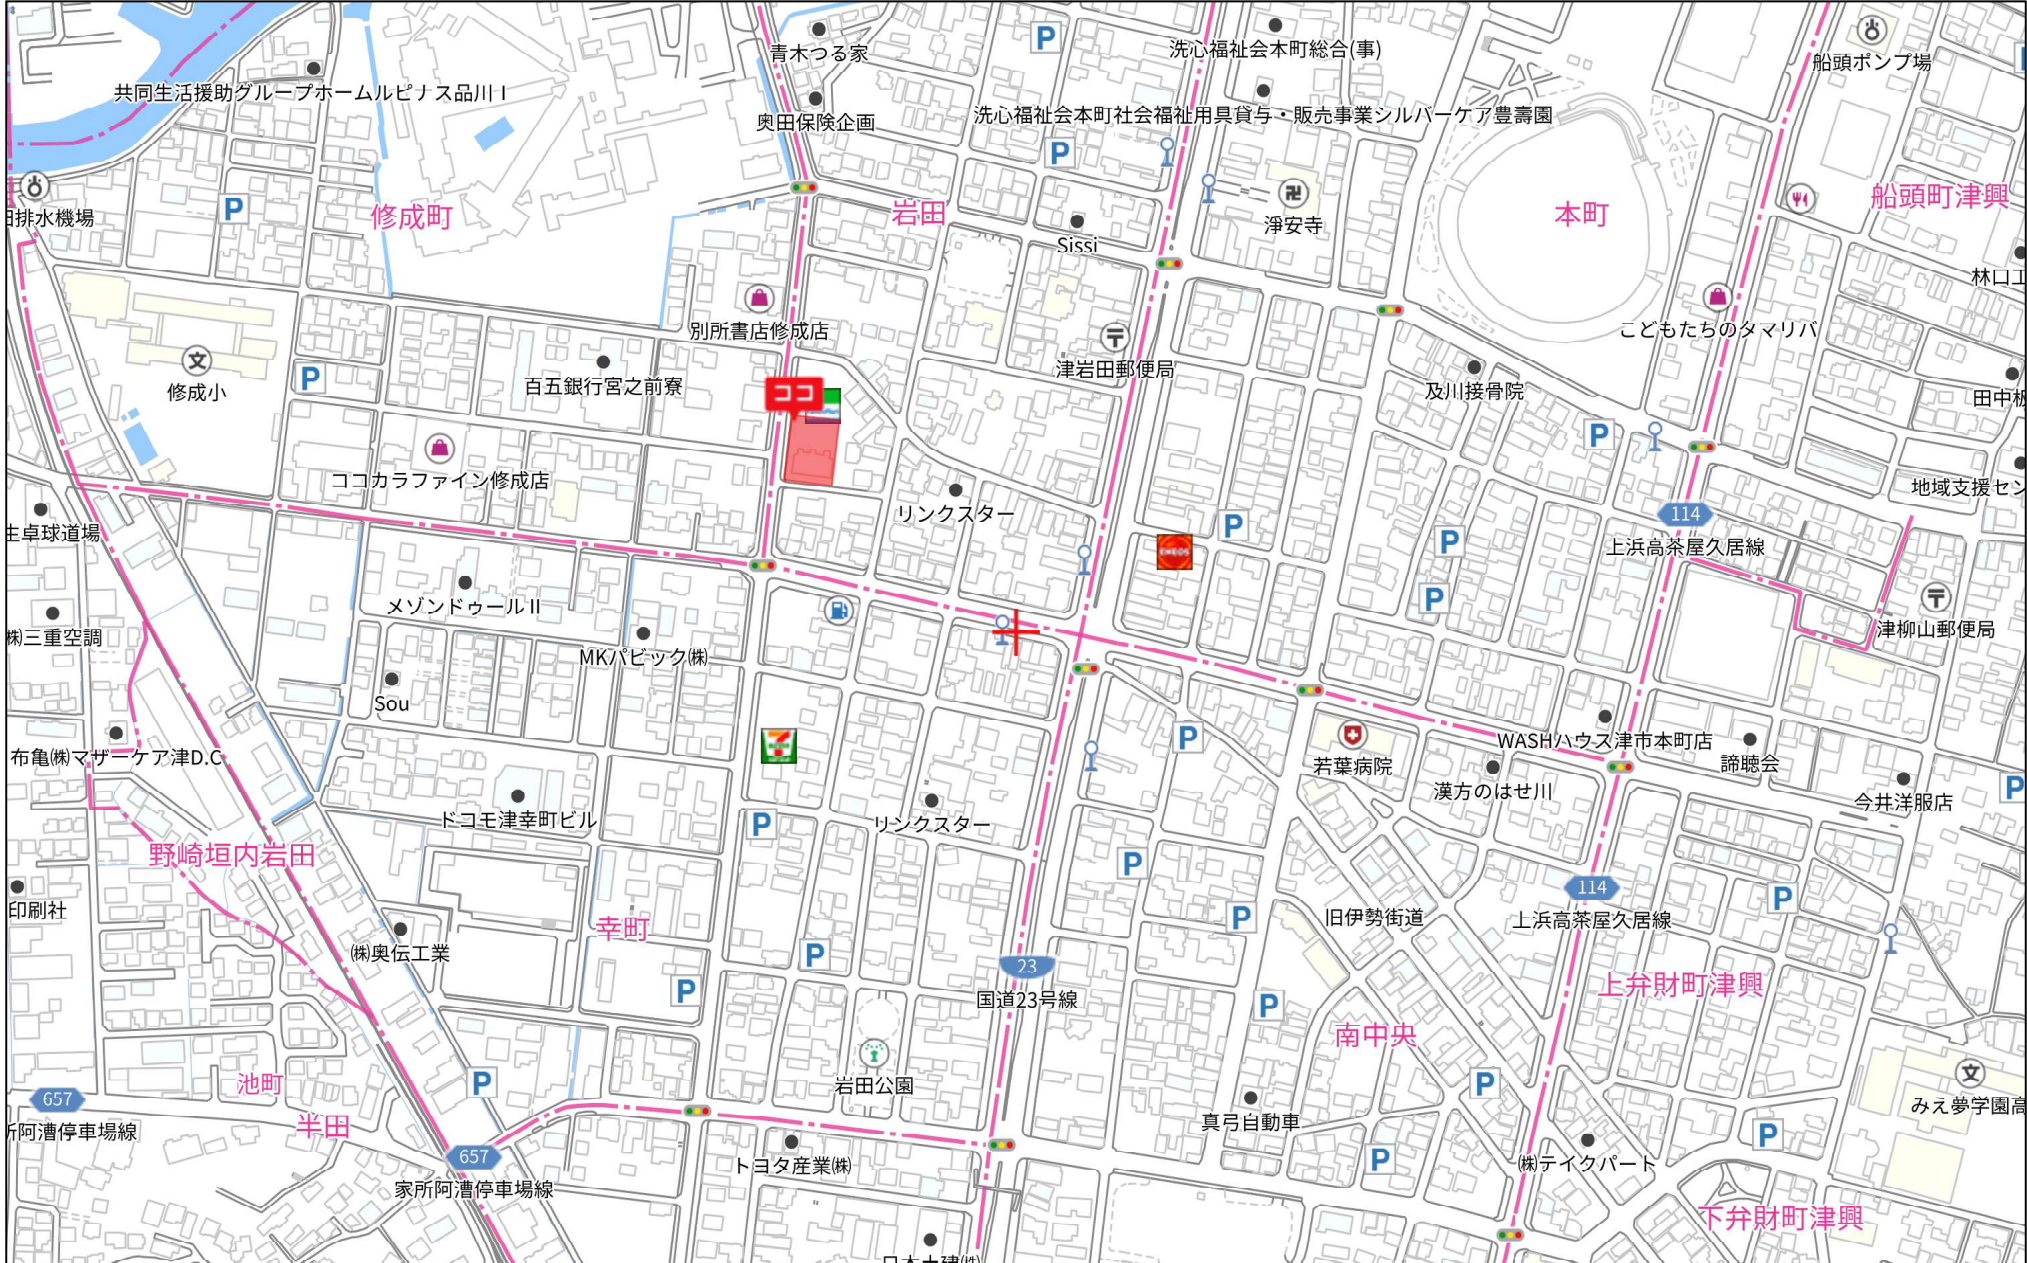 青木つる家
洗心福祉会本町総合(事)
船頭ポンプ場
共同生活援助グループホームルピナス品川Ⅰ
P
奥田保険企画
洗心福祉会本町社会福祉用具貸与・販売事業シルバーケア豊壽園
P
卍
P
日排水機場
修成町
岩田
Sissi
淨安寺
本町
船頭町津興
林口工
別所書店修成店
こどもたちのタマリバ
〒
津岩田郵便局
文
修成小
P
百五銀行宮之前寮
ココ
及川接骨院
田中板
P
ココカラファイン修成店
リンクスター
地域支援セン
114
生卓球道場
P
P
ENEOS
上浜高茶屋久居線
メゾンドゥールⅡ
P
〒
津柳山郵便局
㈱三重空調
MKパビック㈱
Sou
7
P
若葉病院
WASHハウス津市本町店
諦聴会
布亀㈱マザーケア津D.C
漢方のはせ川
今井洋服店
P
ドコモ津幸町ビル
P
リンクスター
野崎垣内岩田
P
印刷社
幸町
P
旧伊勢街道
114
上浜高茶屋久居線
P
㈱奥伝工業
P
23
国道23号線
P
P
上弁財町津興
南中央
岩田公園
池町
P
P
文
みえ夢学園高
657
所阿漕停車場線
半田
真弓自動車
P
657
家所阿漕停車場線
トヨタ産業㈱
P
㈱テイクパート
下弁財町津興
日本土建㈱